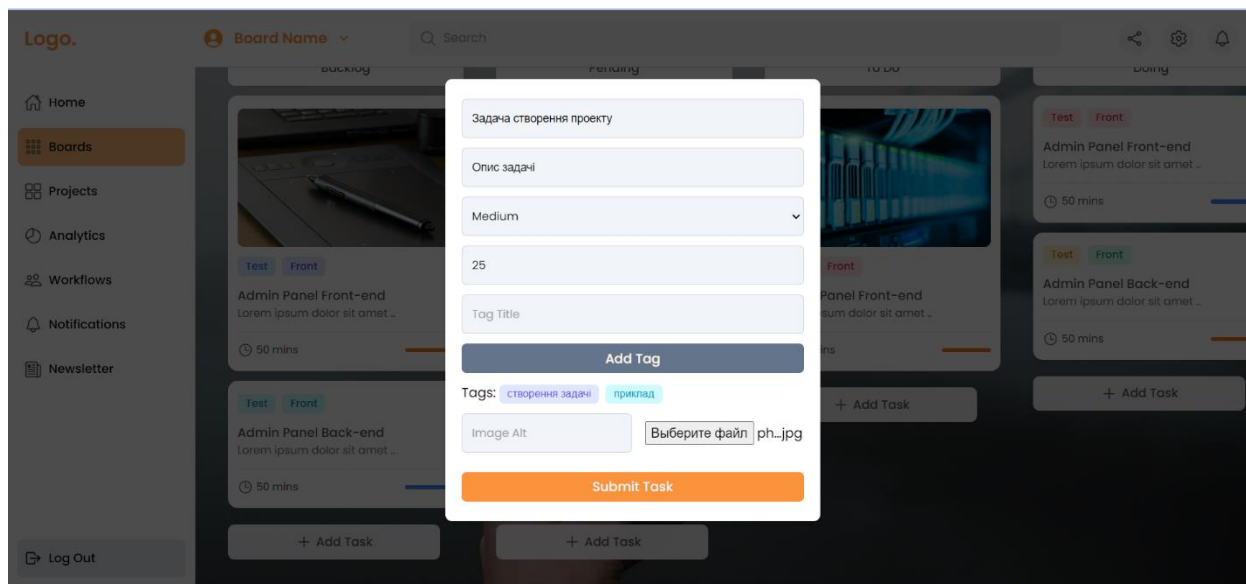 Logo.
Board Name
Search
Home
Boards
Projects
Analytics
Workflows
Notifications
Newsletter
Log Out
Backlog
Test Front
Admin Panel Front-end
Lorem ipsum dolor sit amet ..
50 mins
Test Front
Admin Panel Back-end
Lorem ipsum dolor sit amet ..
50 mins
+ Add Task
Pending
+ Add Task
To Do
Front
Panel Front-end
sum dolor sit amet ..
ins
+ Add Task
Doing
Test Front
Admin Panel Front-end
Lorem ipsum dolor sit amet ..
50 mins
Test Front
Admin Panel Back-end
Lorem ipsum dolor sit amet ..
50 mins
+ Add Task
Задача створення проекту
Опис задачі
Medium
25
Tag Title
Add Tag
Tags: створення задачі приклад
Image Alt Выберите файл ph...jpg
Submit Task